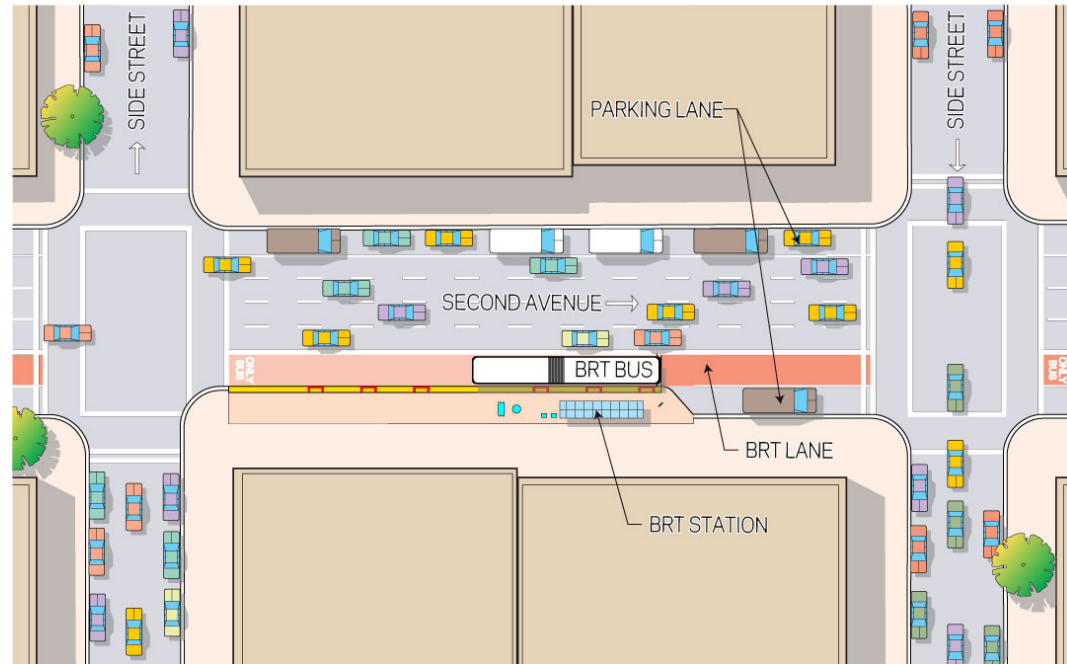 SIDE STREET
SIDE STREET
PARKING LANE
SECOND AVENUE
ONLY
BUS
BRT BUS
ONLY
BUS
BRT LANE
BRT STATION